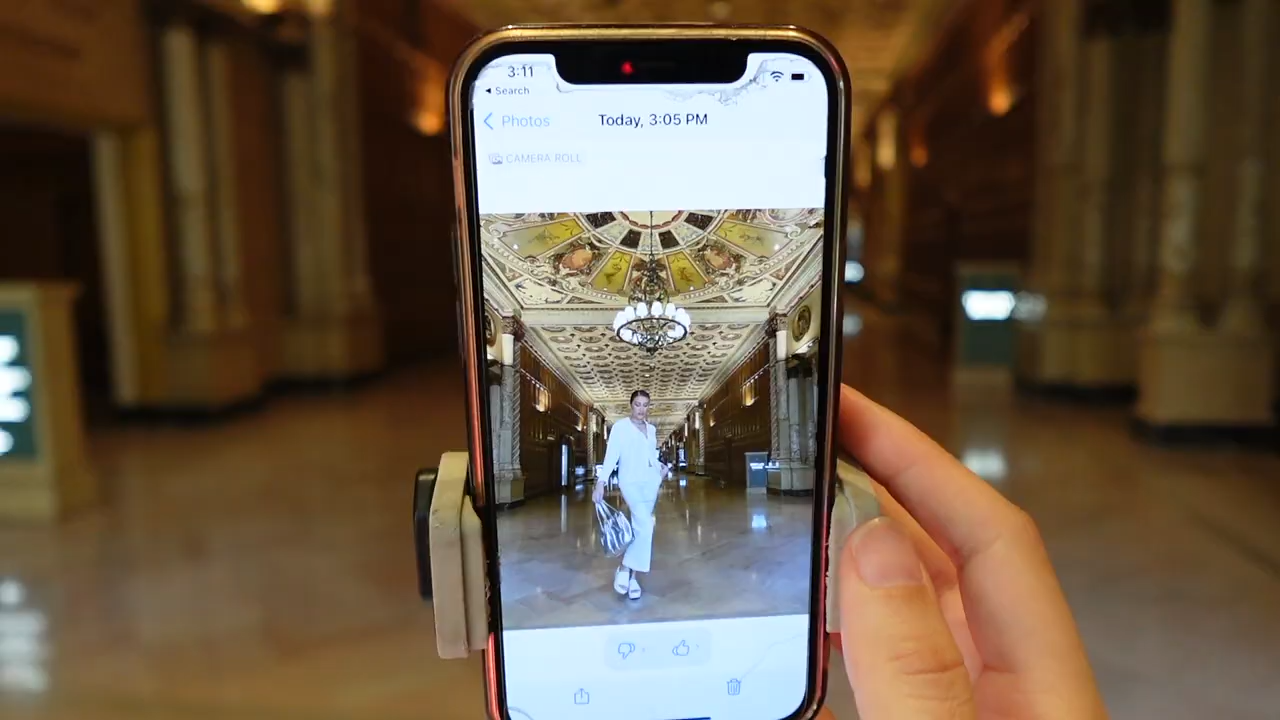 3:11
◀ Search
Photos
Today, 3:05 PM
CAMERA ROLL